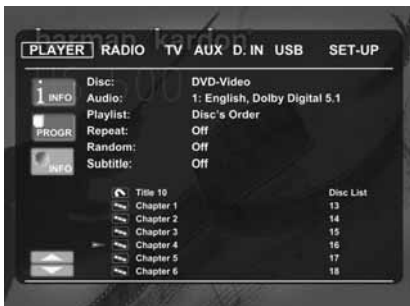 harman kardon
PLAYER RADIO TV AUX D. IN USB SET-UP
Disc: DVD-Video
i INFO
Audio: 1: English, Dolby Digital 5.1
Playlist: Disc's Order
PROGR
Repeat: Off
Random: Off
INFO
Subtitle: Off
Title 10 Disc List
Chapter 1 13
Chapter 2 14
Chapter 3 15
Chapter 4 16
Chapter 5 17
Chapter 6 18